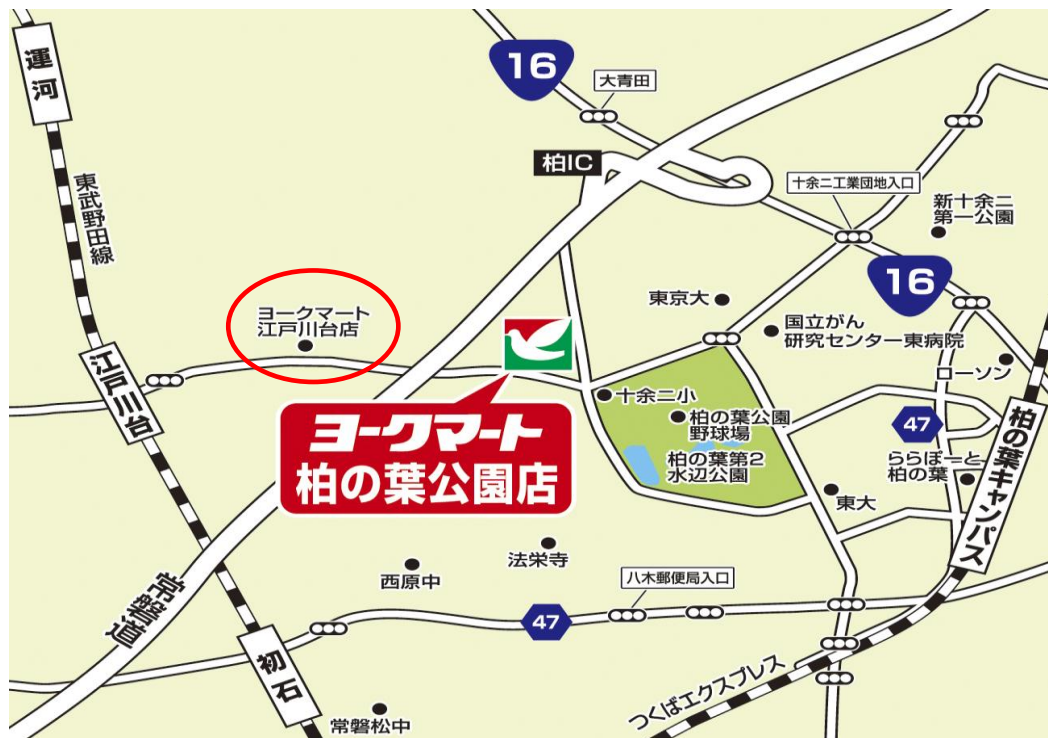 運河
16
大青田
柏IC
十余二工業団地入口
新十余二
第一公園
東武野田線
16
東京大
ヨークマート
江戸川台店
国立がん
研究センター東病院
ローソン
江戸川台
十余二小
柏の葉公園
野球場
47
柏の葉キャンパス
ヨークマート
柏の葉公園店
柏の葉第2
水辺公園
ららぽーと
柏の葉
東大
法栄寺
西原中
八木郵便局入口
常磐道
47
初石
つくばエクスプレス
常磐松中